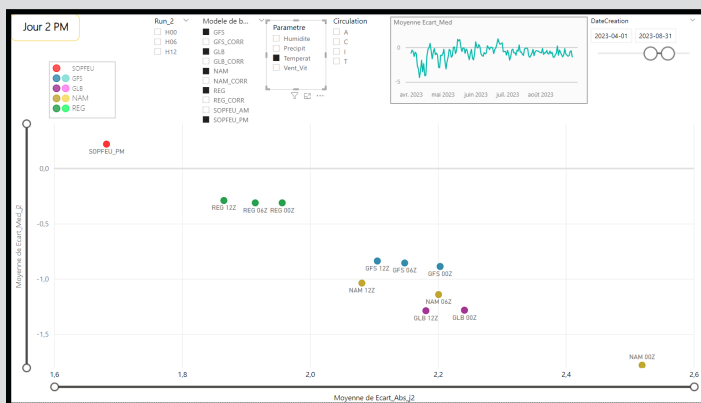 Jour 2 PM
Run_2
H00
H06
H12
Modele de b...
GFS
GFS_CORR
GLB
GLB_CORR
NAM
NAM_CORR
REG
REG_CORR
SOPFEU_AM
SOPFEU_PM
Parametre
Humidite
Precipit
Temperat
Vent_Vit
Circulation
A
C
I
T
Moyenne Ecart_Med
0
-5
avr. 2023 mai 2023 juin 2023 juil. 2023 août 2023
DateCreation
2023-04-01 2023-08-31
SOPFEU
GFS
GLB
NAM
REG
Moyenne de Ecart_Med_j2
0,0
-0,5
-1,0
-1,5
SOPFEU_PM
REG 12Z REG 06Z REG 00Z
GFS 12Z GFS 06Z GFS 00Z
NAM 12Z NAM 06Z
GLB 12Z GLB 00Z
NAM 00Z
1,6 1,8 2,0 2,2 2,4 2,6
Moyenne de Ecart_Abs_j2